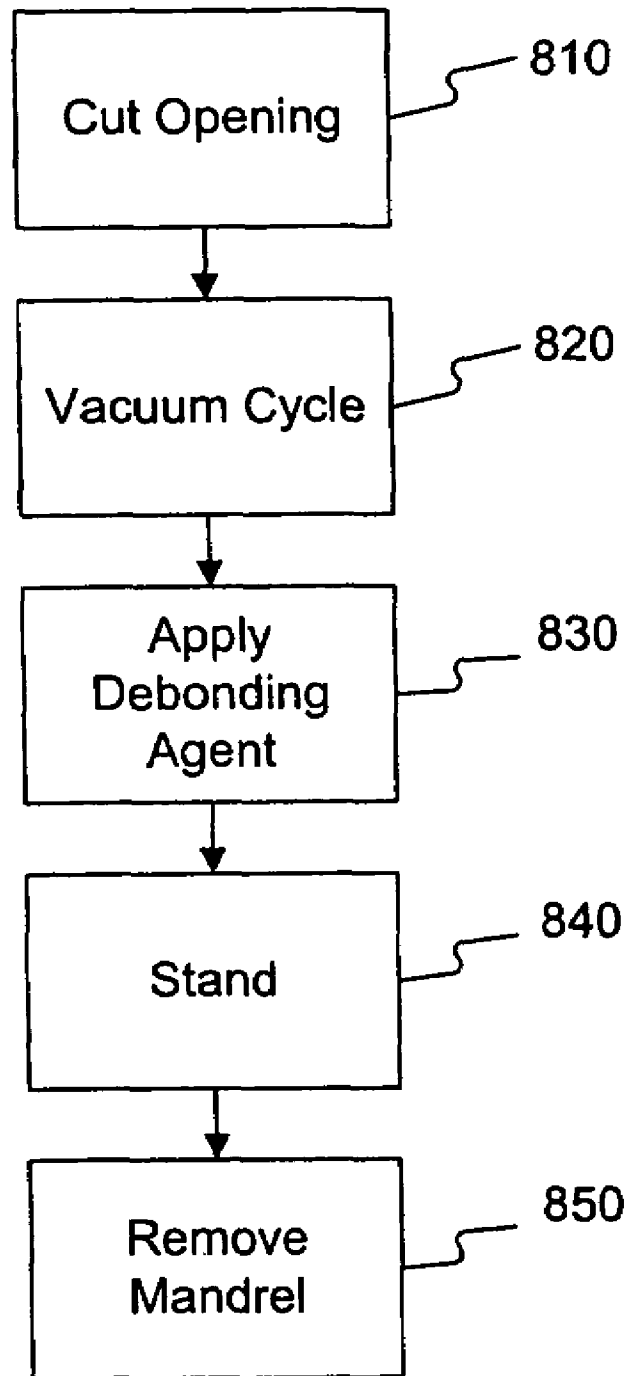 Cut Opening
810
Vacuum Cycle
820
Apply
Debonding
Agent
830
Stand
840
Remove
Mandrel
850